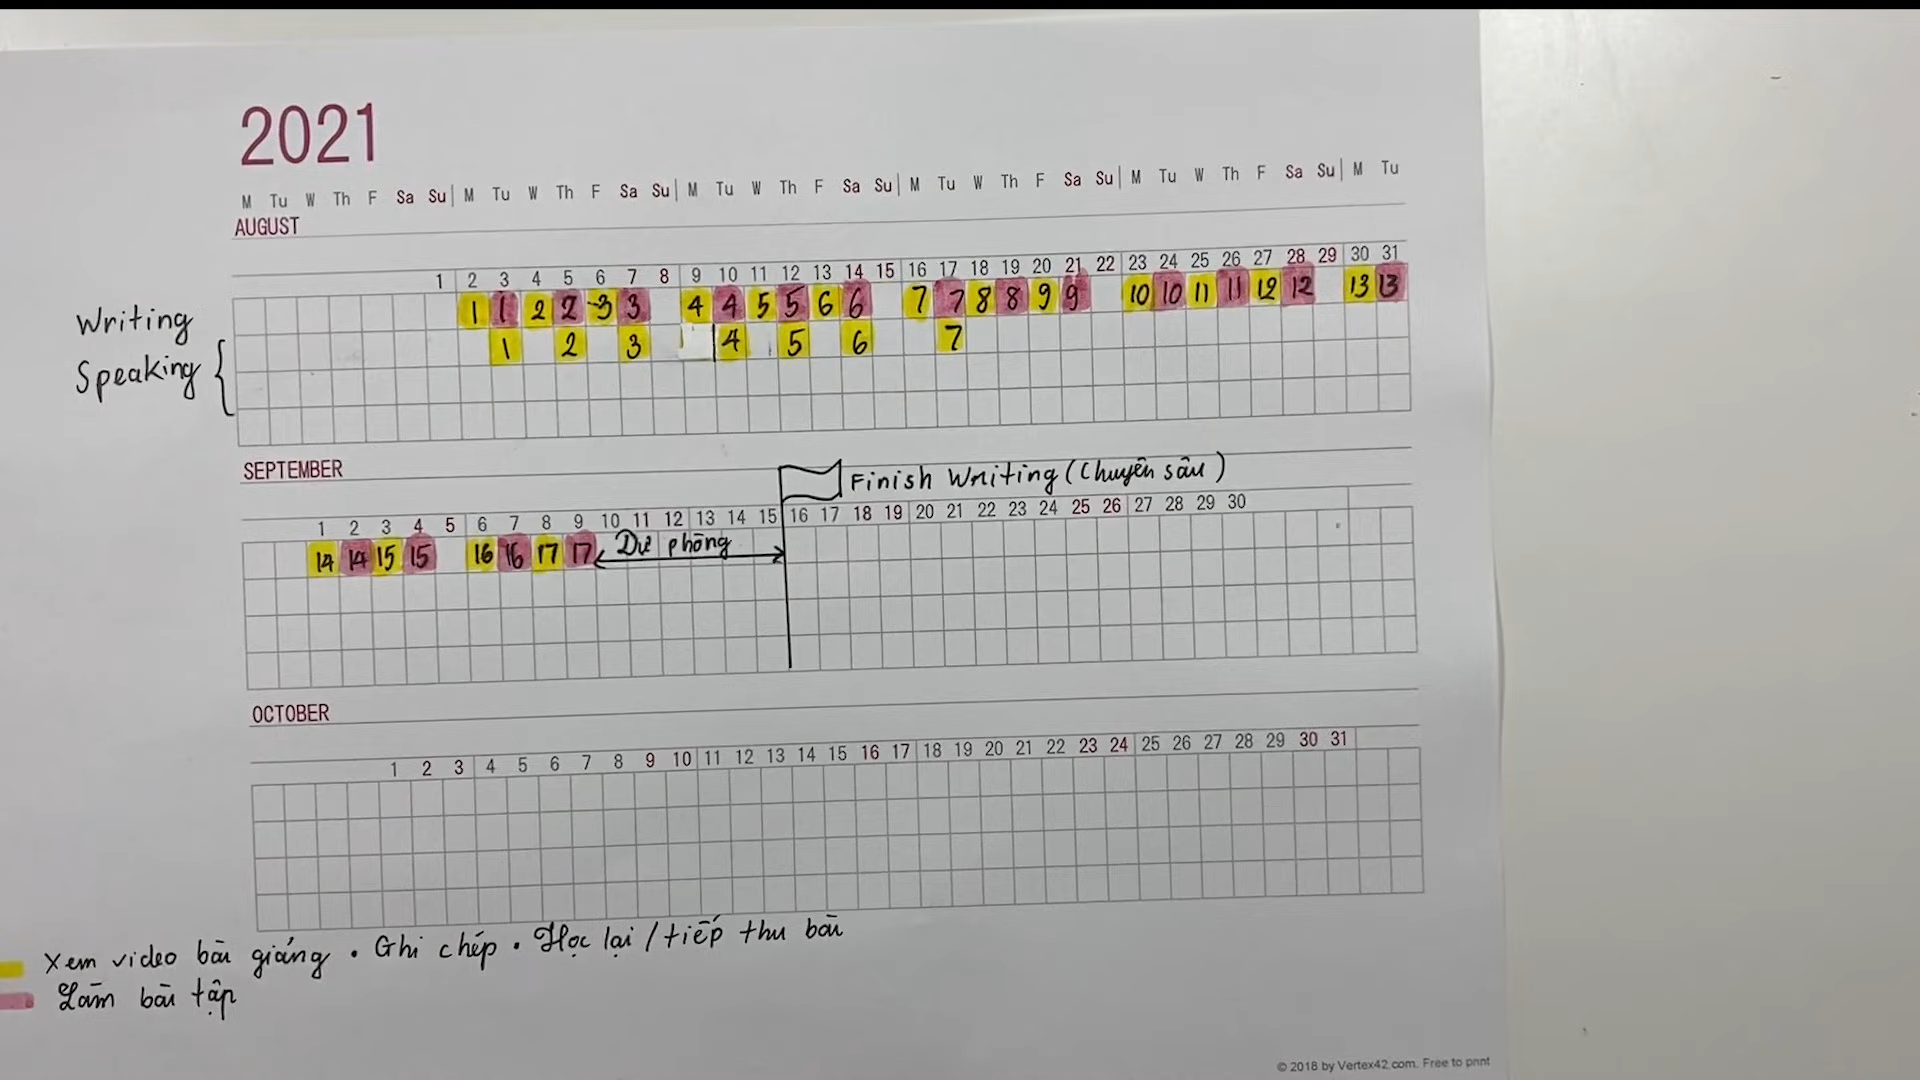 2021
M Tu W Th F Sa Su M Tu W Th F Sa Su M Tu W Th F Sa Su M Tu W Th F Sa Su M Tu W Th F Sa Su M Tu
AUGUST
1 2 3 4 5 6 7 8 9 10 11 12 13 14 15 16 17 18 19 20 21 22 23 24 25 26 27 28 29 30 31
Writing 1 1 2 2 3 3 4 4 5 5 6 6 7 7 8 8 9 9 10 10 11 11 12 12 13 13
Speaking 1 2 3 4 5 6 7
SEPTEMBER
Finish Writing (Chuyên sâu)
1 2 3 4 5 6 7 8 9 10 11 12 13 14 15 16 17 18 19 20 21 22 23 24 25 26 27 28 29 30
14 14 15 15 16 16 17 17 Dự phòng
OCTOBER
1 2 3 4 5 6 7 8 9 10 11 12 13 14 15 16 17 18 19 20 21 22 23 24 25 26 27 28 29 30 31
Xem video bài giảng • Ghi chép • Học lại / tiếp thu bài
Làm bài tập
© 2018 by Vertex42.com. Free to print